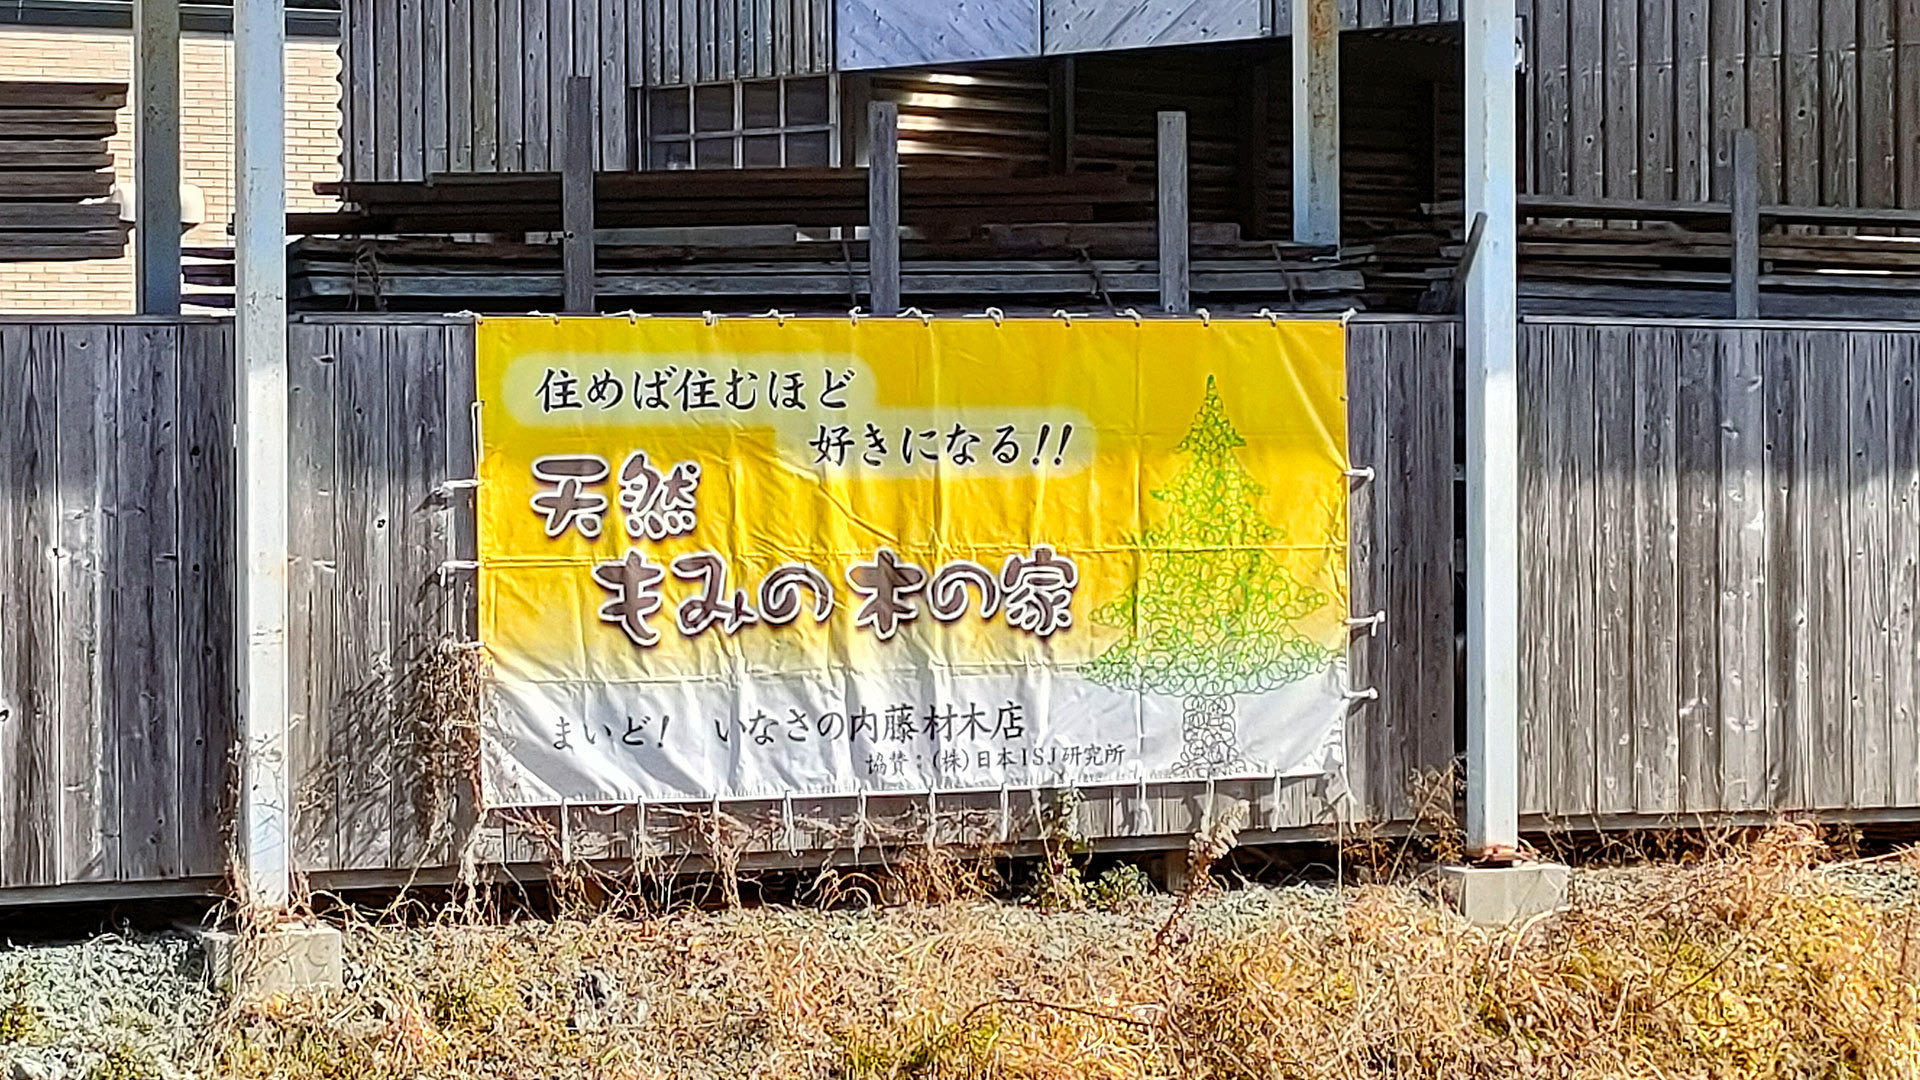 住めば住むほど
好きになる!!
天然
もみの木の家
まいど! いなさの内藤材木店
協賛:(株)日本ISJ研究所